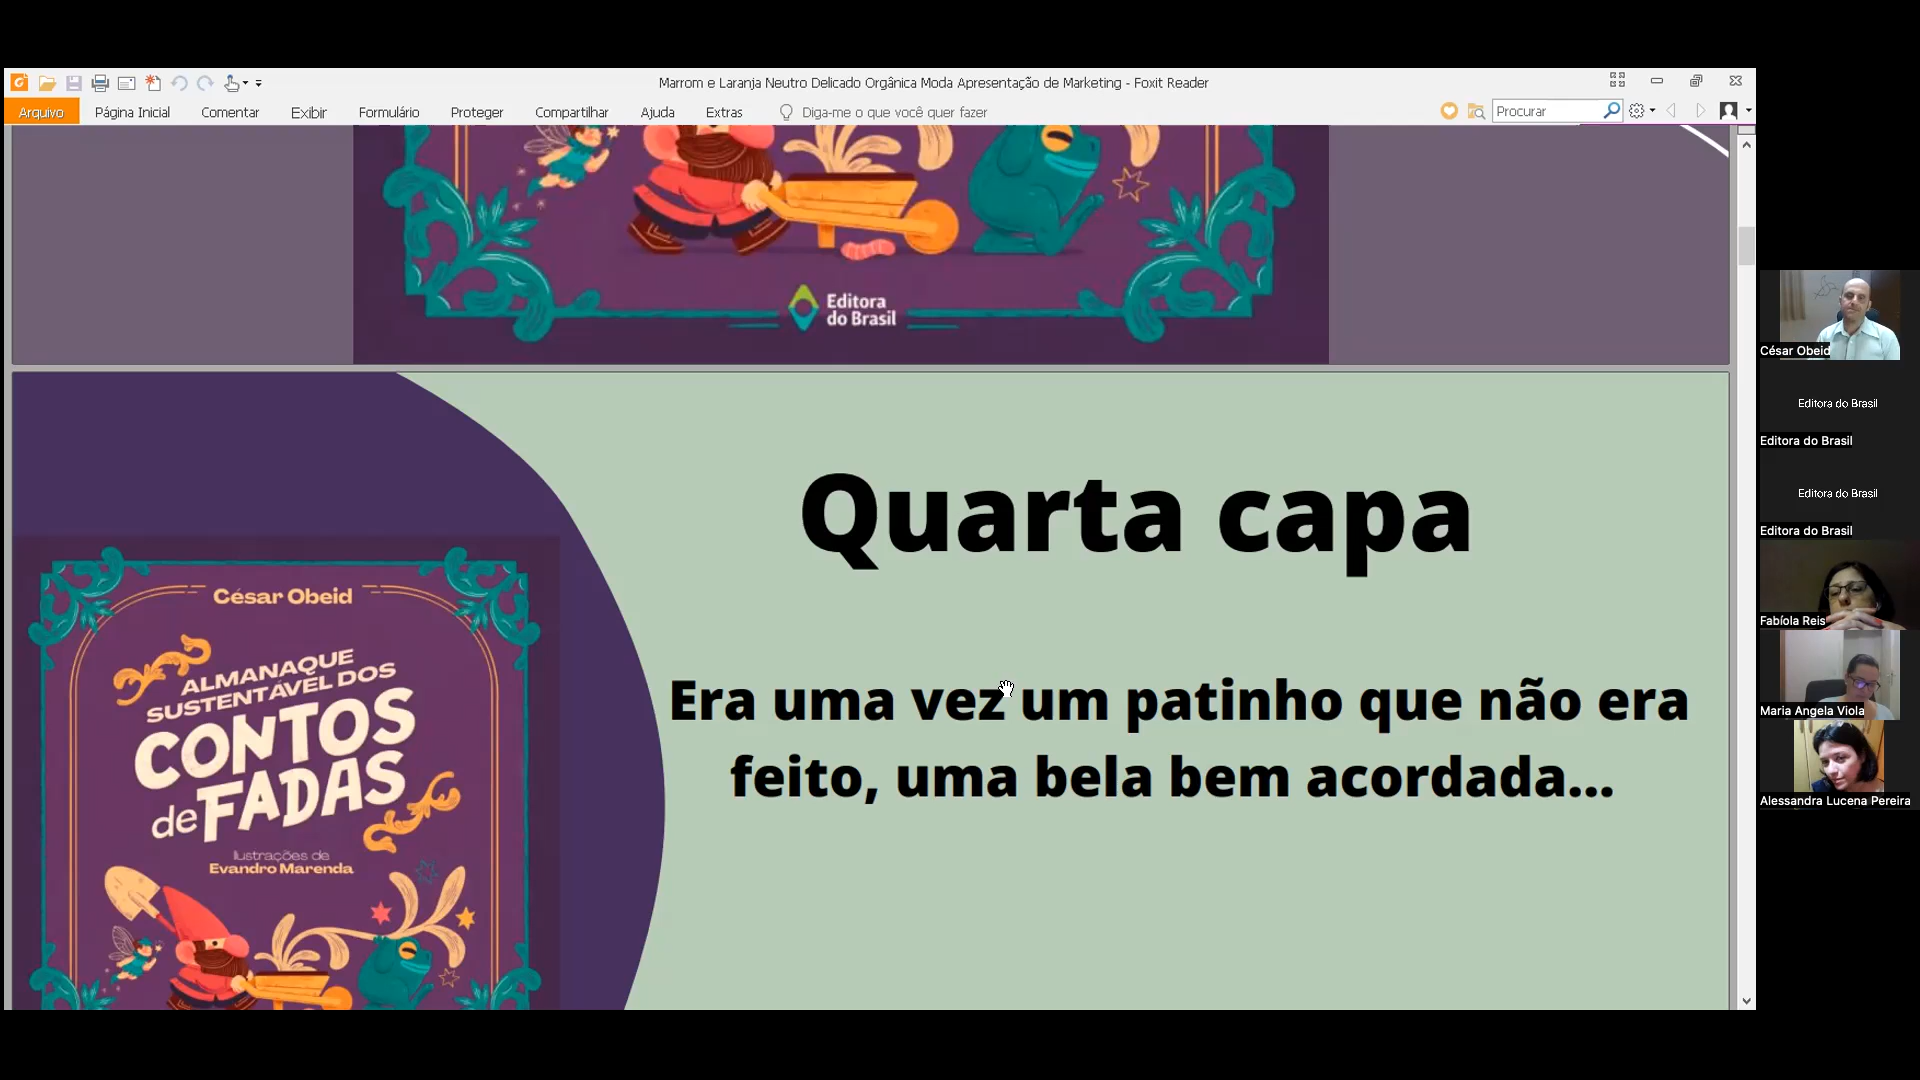 Marrom e Laranja Neutro Delicado Orgânica Moda Apresentação de Marketing - Foxit Reader
Arquivo
Página Inicial
Comentar
Exibir
Formulário
Proteger
Compartilhar
Ajuda
Extras
Diga-me o que você quer fazer
Procurar
Editora
do Brasil
Quarta capa
Era uma vez um patinho que não era
feito, uma bela bem acordada...
César Obeid
ALMANAQUE
SUSTENTÁVEL DOS
CONTOS
de FADAS
Ilustrações de
Evandro Marenda
César Obeid
Editora do Brasil
Editora do Brasil
Editora do Brasil
Editora do Brasil
Fabíola Reis
Maria Angela Viola
Alessandra Lucena Pereira